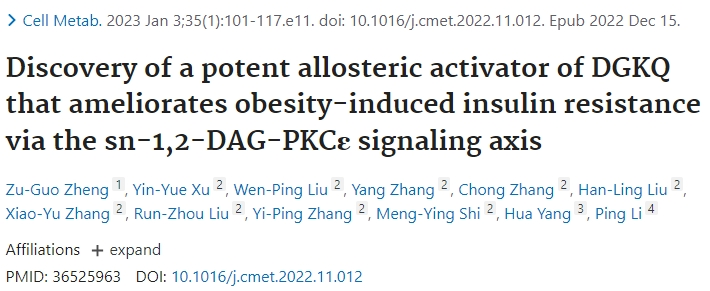 > Cell Metab. 2023 Jan 3;35(1):101-117.e11. doi: 10.1016/j.cmet.2022.11.012. Epub 2022 Dec 15.
Discovery of a potent allosteric activator of DGKQ
that ameliorates obesity-induced insulin resistance
via the sn-1,2-DAG-PKCε signaling axis
Zu-Guo Zheng 1, Yin-Yue Xu 2, Wen-Ping Liu 2, Yang Zhang 2, Chong Zhang 2, Han-Ling Liu 2,
Xiao-Yu Zhang 2, Run-Zhou Liu 2, Yi-Ping Zhang 2, Meng-Ying Shi 2, Hua Yang 3, Ping Li 4
Affiliations + expand
PMID: 36525963 DOI: 10.1016/j.cmet.2022.11.012